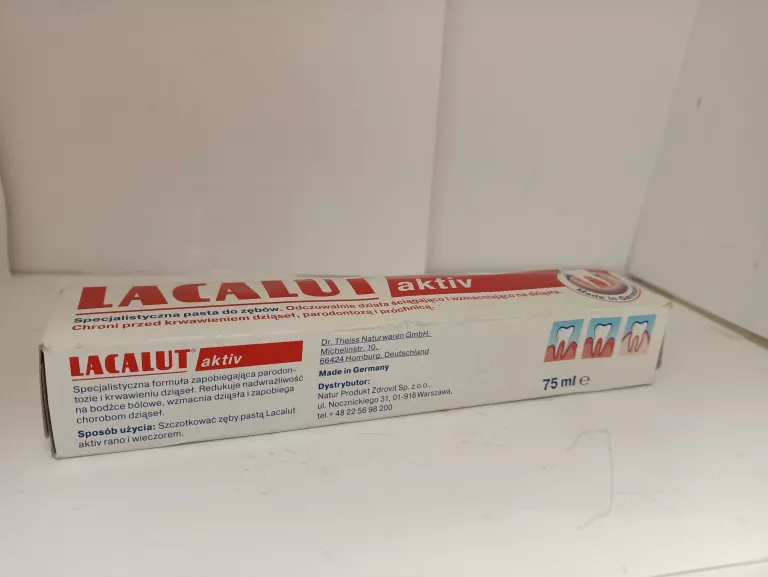 LACALUT aktiv
Specjalistyczna pasta do zębów. Odczuwalnie działa ściągająco i wzmacniająco na dziąsła.
Chroni przed krwawieniem dziąseł, parodontozą i próchnicą.
Made in Germ
LACALUT® aktiv
Specjalistyczna formuła zapobiegająca parodon-
tozie i krwawieniu dziąseł. Redukuje nadwrażliwość
na bodźce bólowe, wzmacnia dziąsła i zapobiega
chorobom dziąseł.
Sposób użycia: Szczotkować zęby pastą Lacalut
aktiv rano i wieczorem.
Dr. Theiss Naturwaren GmbH,
Michelinstr. 10,
66424 Homburg, Deutschland
Made in Germany
Dystrybutor:
Natur Produkt Zdrovit Sp. z.o.o.,
ul. Nocznickiego 31, 01-918 Warszawa,
tel.+ 48 22 56 98 200
75 ml e